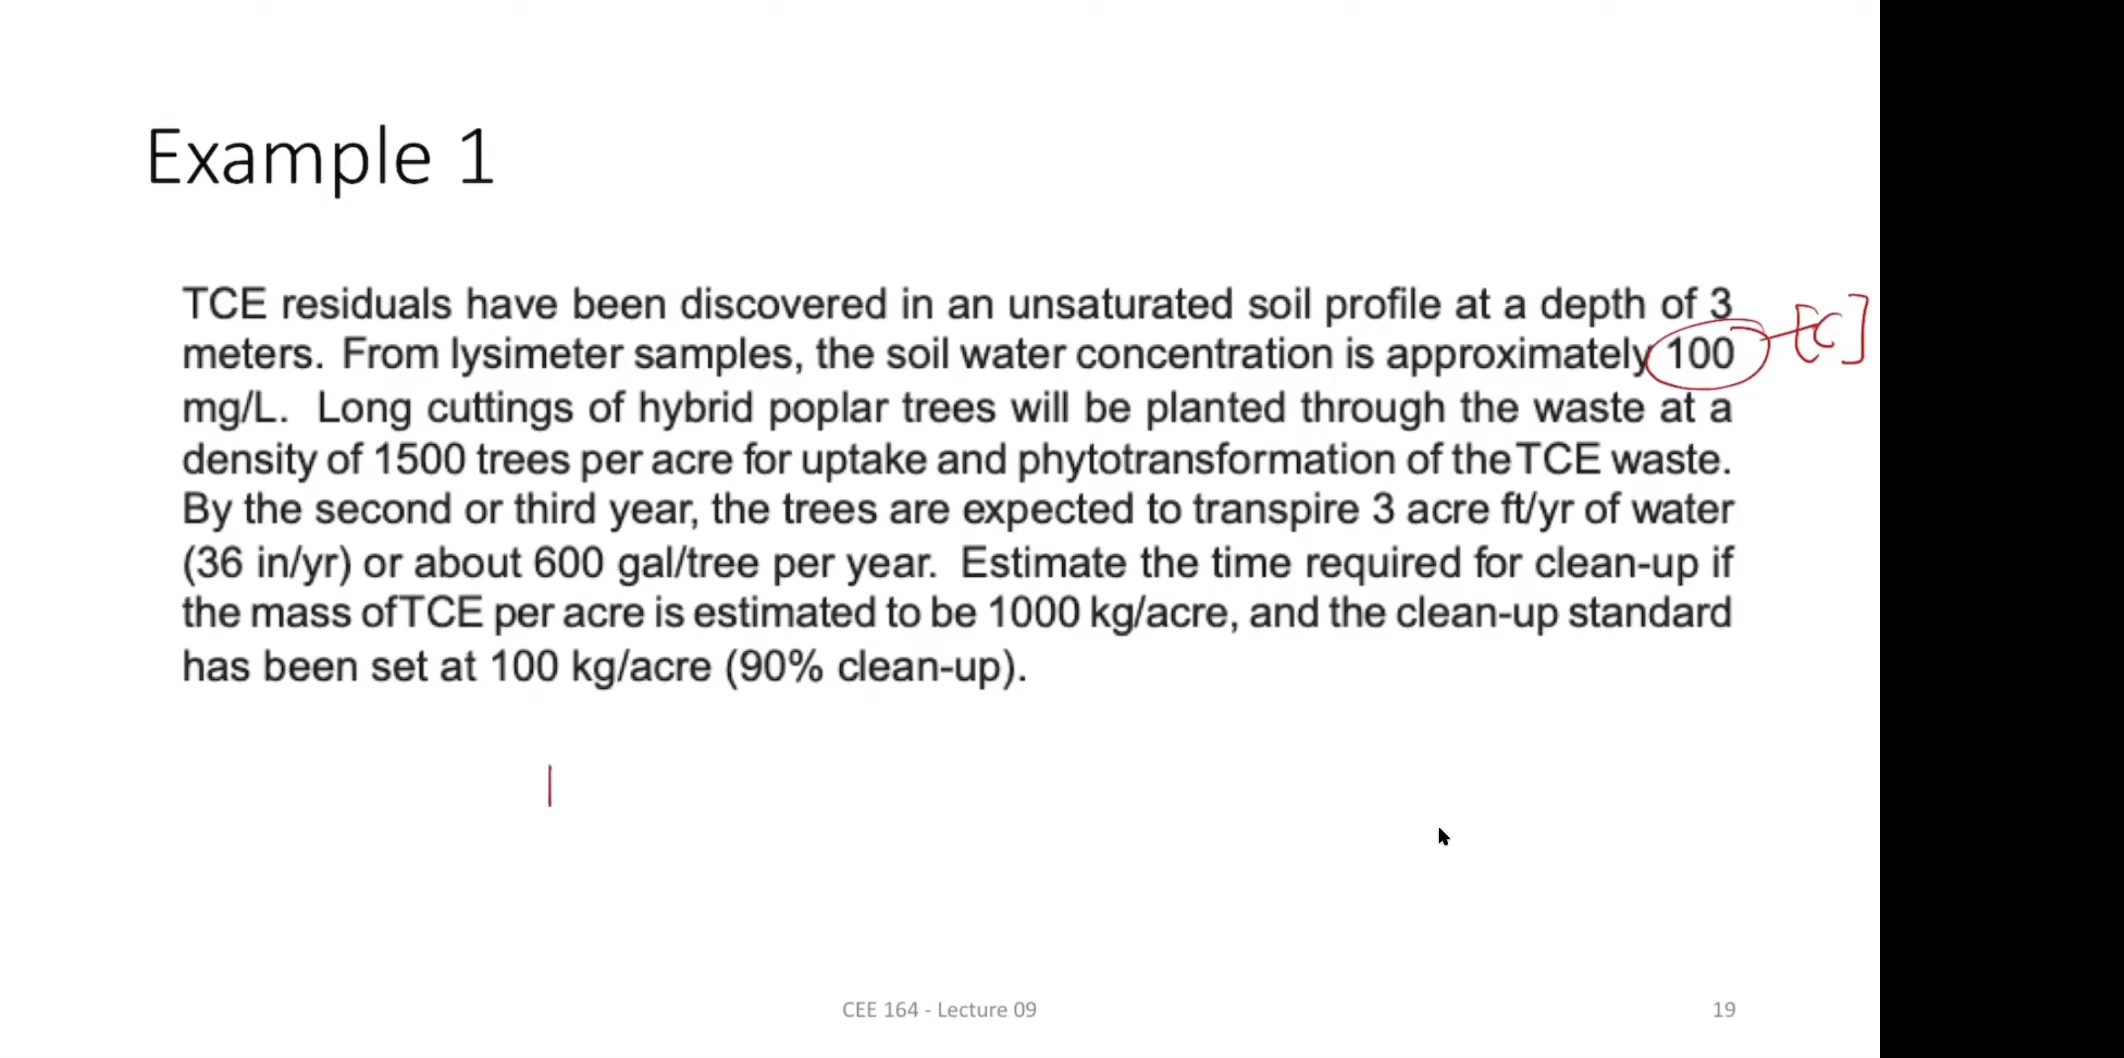 Example 1
TCE residuals have been discovered in an unsaturated soil profile at a depth of 3
meters. From lysimeter samples, the soil water concentration is approximately 100
[C]
mg/L. Long cuttings of hybrid poplar trees will be planted through the waste at a
density of 1500 trees per acre for uptake and phytotransformation of the TCE waste.
By the second or third year, the trees are expected to transpire 3 acre ft/yr of water
(36 in/yr) or about 600 gal/tree per year. Estimate the time required for clean-up if
the mass of TCE per acre is estimated to be 1000 kg/acre, and the clean-up standard
has been set at 100 kg/acre (90% clean-up).
CEE 164 - Lecture 09
19